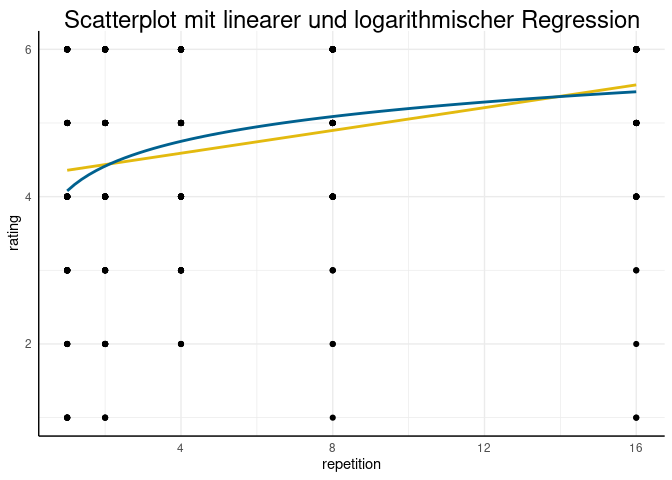 Scatterplot mit linearer und logarithmischer Regression
6
4
2
rating
4 8 12 16
repetition